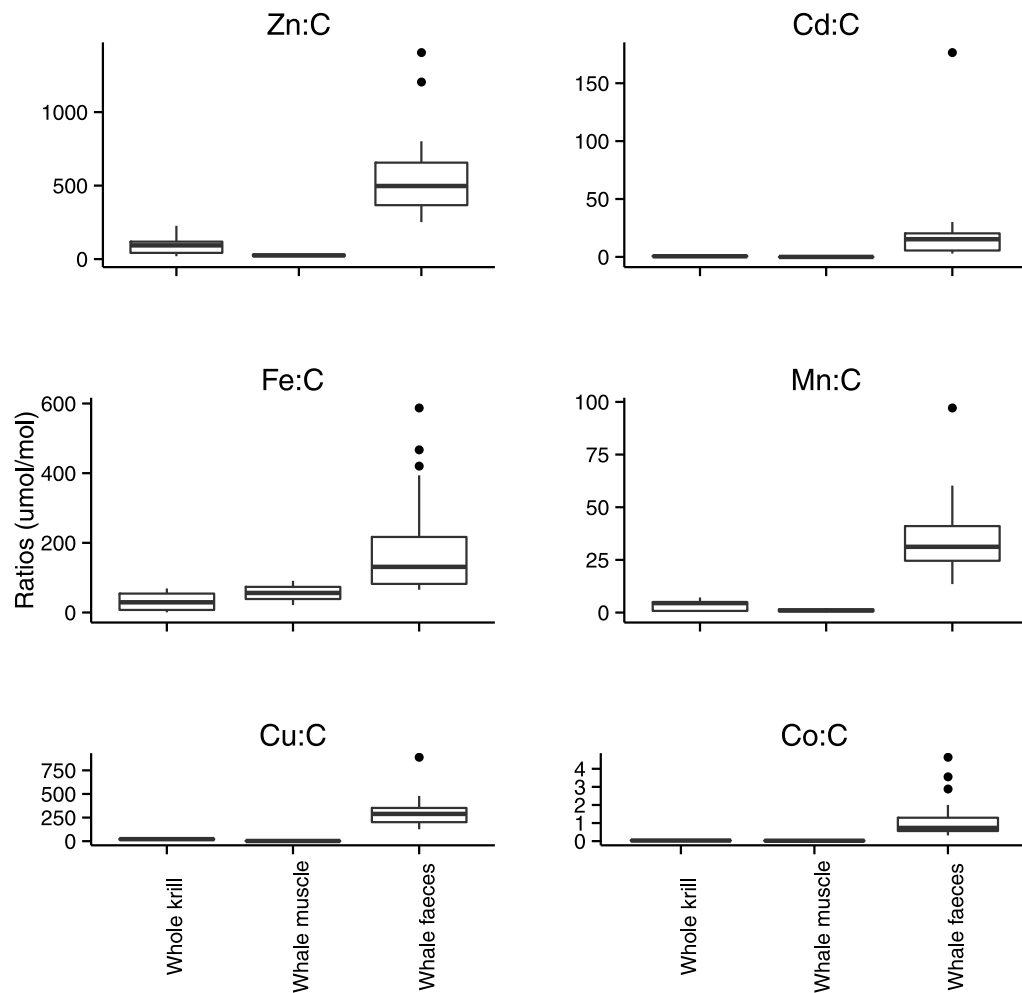 Zn:C
1000
500
0
Cd:C
150
100
50
0
Ratios (umol/mol)
Fe:C
600
400
200
0
Mn:C
100
75
50
25
0
Cu:C
750
500
250
0
Whole krill
Whale muscle
Whale faeces
Co:C
4
3
2
1
0
Whole krill
Whale muscle
Whale faeces